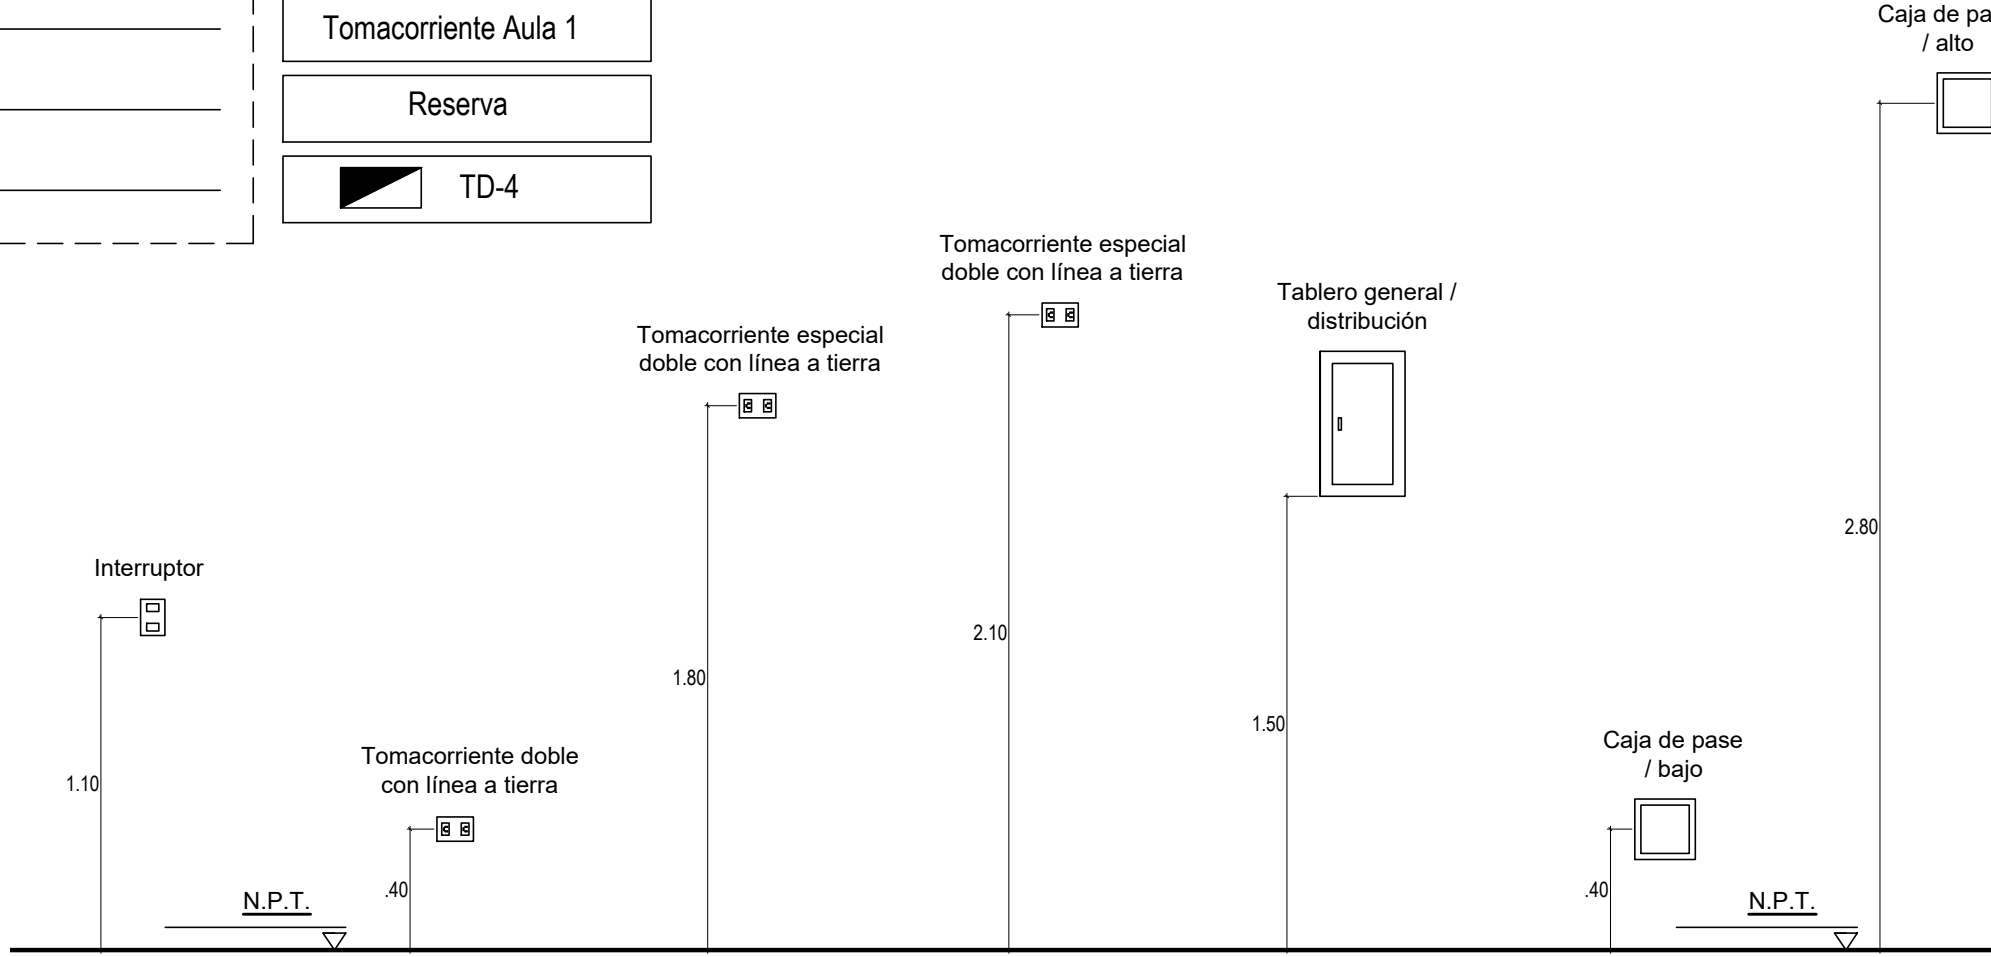 Tomacorriente Aula 1
Reserva
TD-4
Caja de pa
/ alto
Tomacorriente especial
doble con línea a tierra
Tablero general /
distribución
Tomacorriente especial
doble con línea a tierra
2.80
Interruptor
2.10
1.80
1.50
Caja de pase
/ bajo
Tomacorriente doble
con línea a tierra
1.10
.40
.40
N.P.T.
N.P.T.